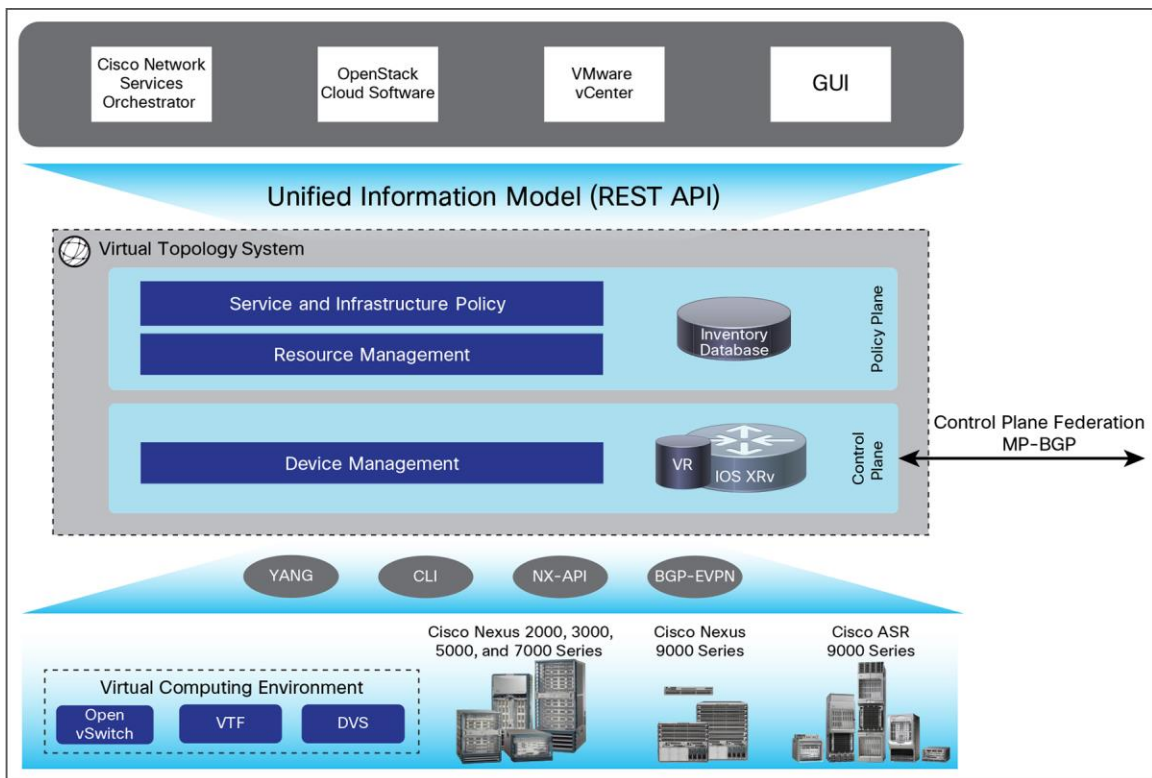 Cisco Network
Services
Orchestrator
OpenStack
Cloud Software
VMware
vCenter
GUI
Unified Information Model (REST API)
Virtual Topology System
Service and Infrastructure Policy
Resource Management
Inventory
Database
Policy Plane
Device Management
VR
IOS XRv
Control
Plane
Control Plane Federation
MP-BGP
YANG
CLI
NX-API
BGP-EVPN
Virtual Computing Environment
Open
vSwitch
VTF
DVS
Cisco Nexus 2000, 3000,
5000, and 7000 Series
Cisco Nexus
9000 Series
Cisco ASR
9000 Series